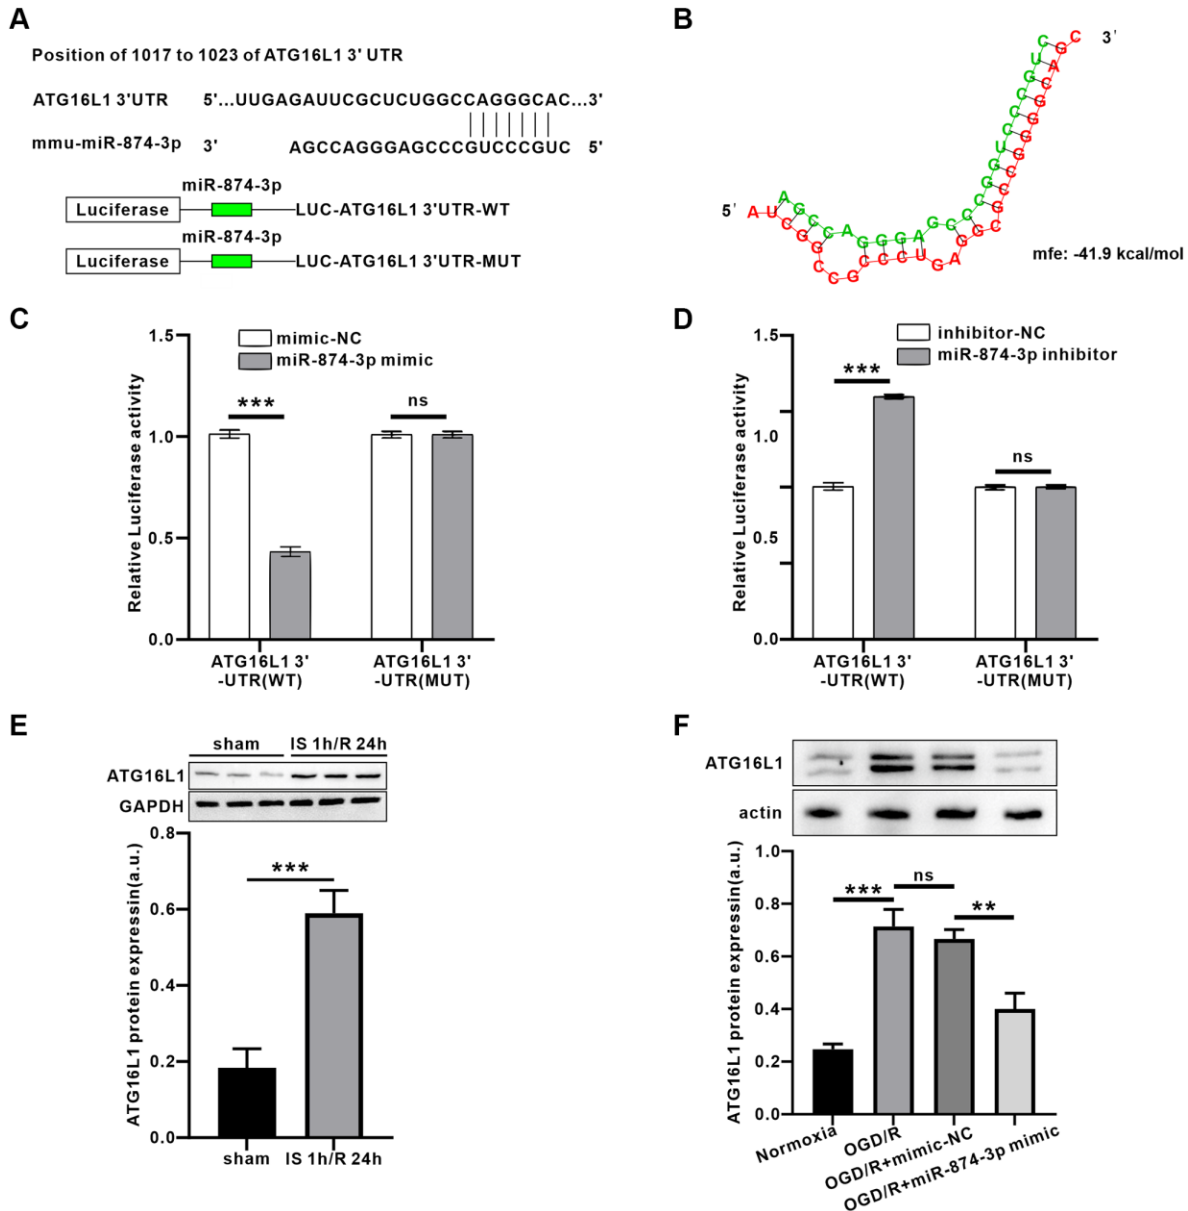 A
Position of 1017 to 1023 of ATG16L1 3' UTR
ATG16L1 3'UTR 5'...UUGAGAUUCGCUCUGGCCAGGGCAC...3'
mmu-miR-874-3p 3' AGCCAGGGAGCCCGUCCCGUC 5'
miR-874-3p
Luciferase LUC-ATG16L1 3'UTR-WT
miR-874-3p
Luciferase LUC-ATG16L1 3'UTR-MUT
B
3'
5'
mfe: -41.9 kcal/mol
C
mimic-NC
miR-874-3p mimic
Relative Luciferase activity
1.5
1.0
0.5
0.0
***
ns
ATG16L1 3'
-UTR(WT)
ATG16L1 3'
-UTR(MUT)
D
inhibitor-NC
miR-874-3p inhibitor
Relative Luciferase activity
1.5
1.0
0.5
0.0
***
ns
ATG16L1 3'
-UTR(WT)
ATG16L1 3'
-UTR(MUT)
E
sham IS 1h/R 24h
ATG16L1
GAPDH
ATG16L1 protein expressin(a.u.)
0.8
0.6
0.4
0.2
0.0
***
sham IS 1h/R 24h
F
ATG16L1
actin
ATG16L1 protein expressin(a.u.)
1.0
0.8
0.6
0.4
0.2
0.0
***
ns
**
Normoxia
OGD/R
OGD/R+mimic-NC
OGD/R+miR-874-3p mimic